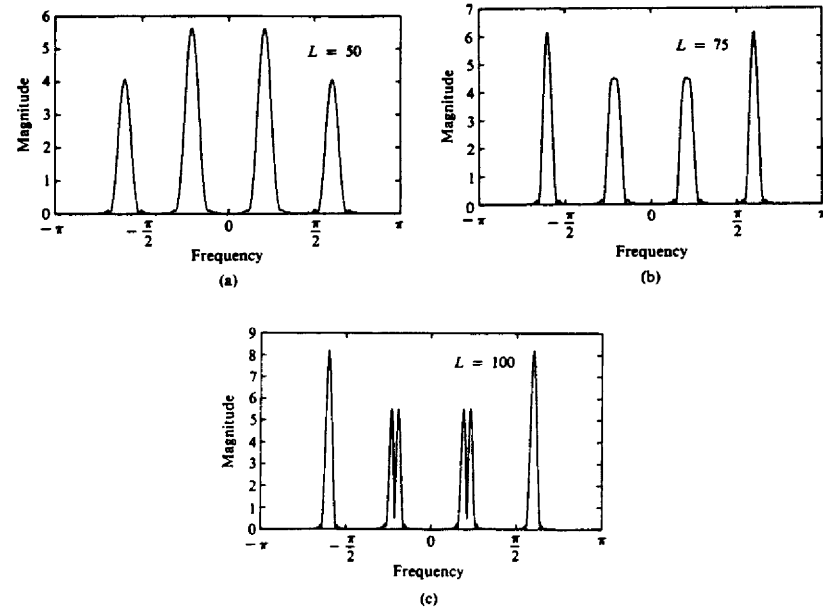 6
5
4
3
2
1
0
Magnitude
L = 50
−π
−π/2
0
π/2
π
Frequency
(a)
7
6
5
4
3
2
1
0
Magnitude
L = 75
−π
−π/2
0
π/2
π
Frequency
(b)
9
8
7
6
5
4
3
2
1
0
Magnitude
L = 100
−π
−π/2
0
π/2
π
Frequency
(c)